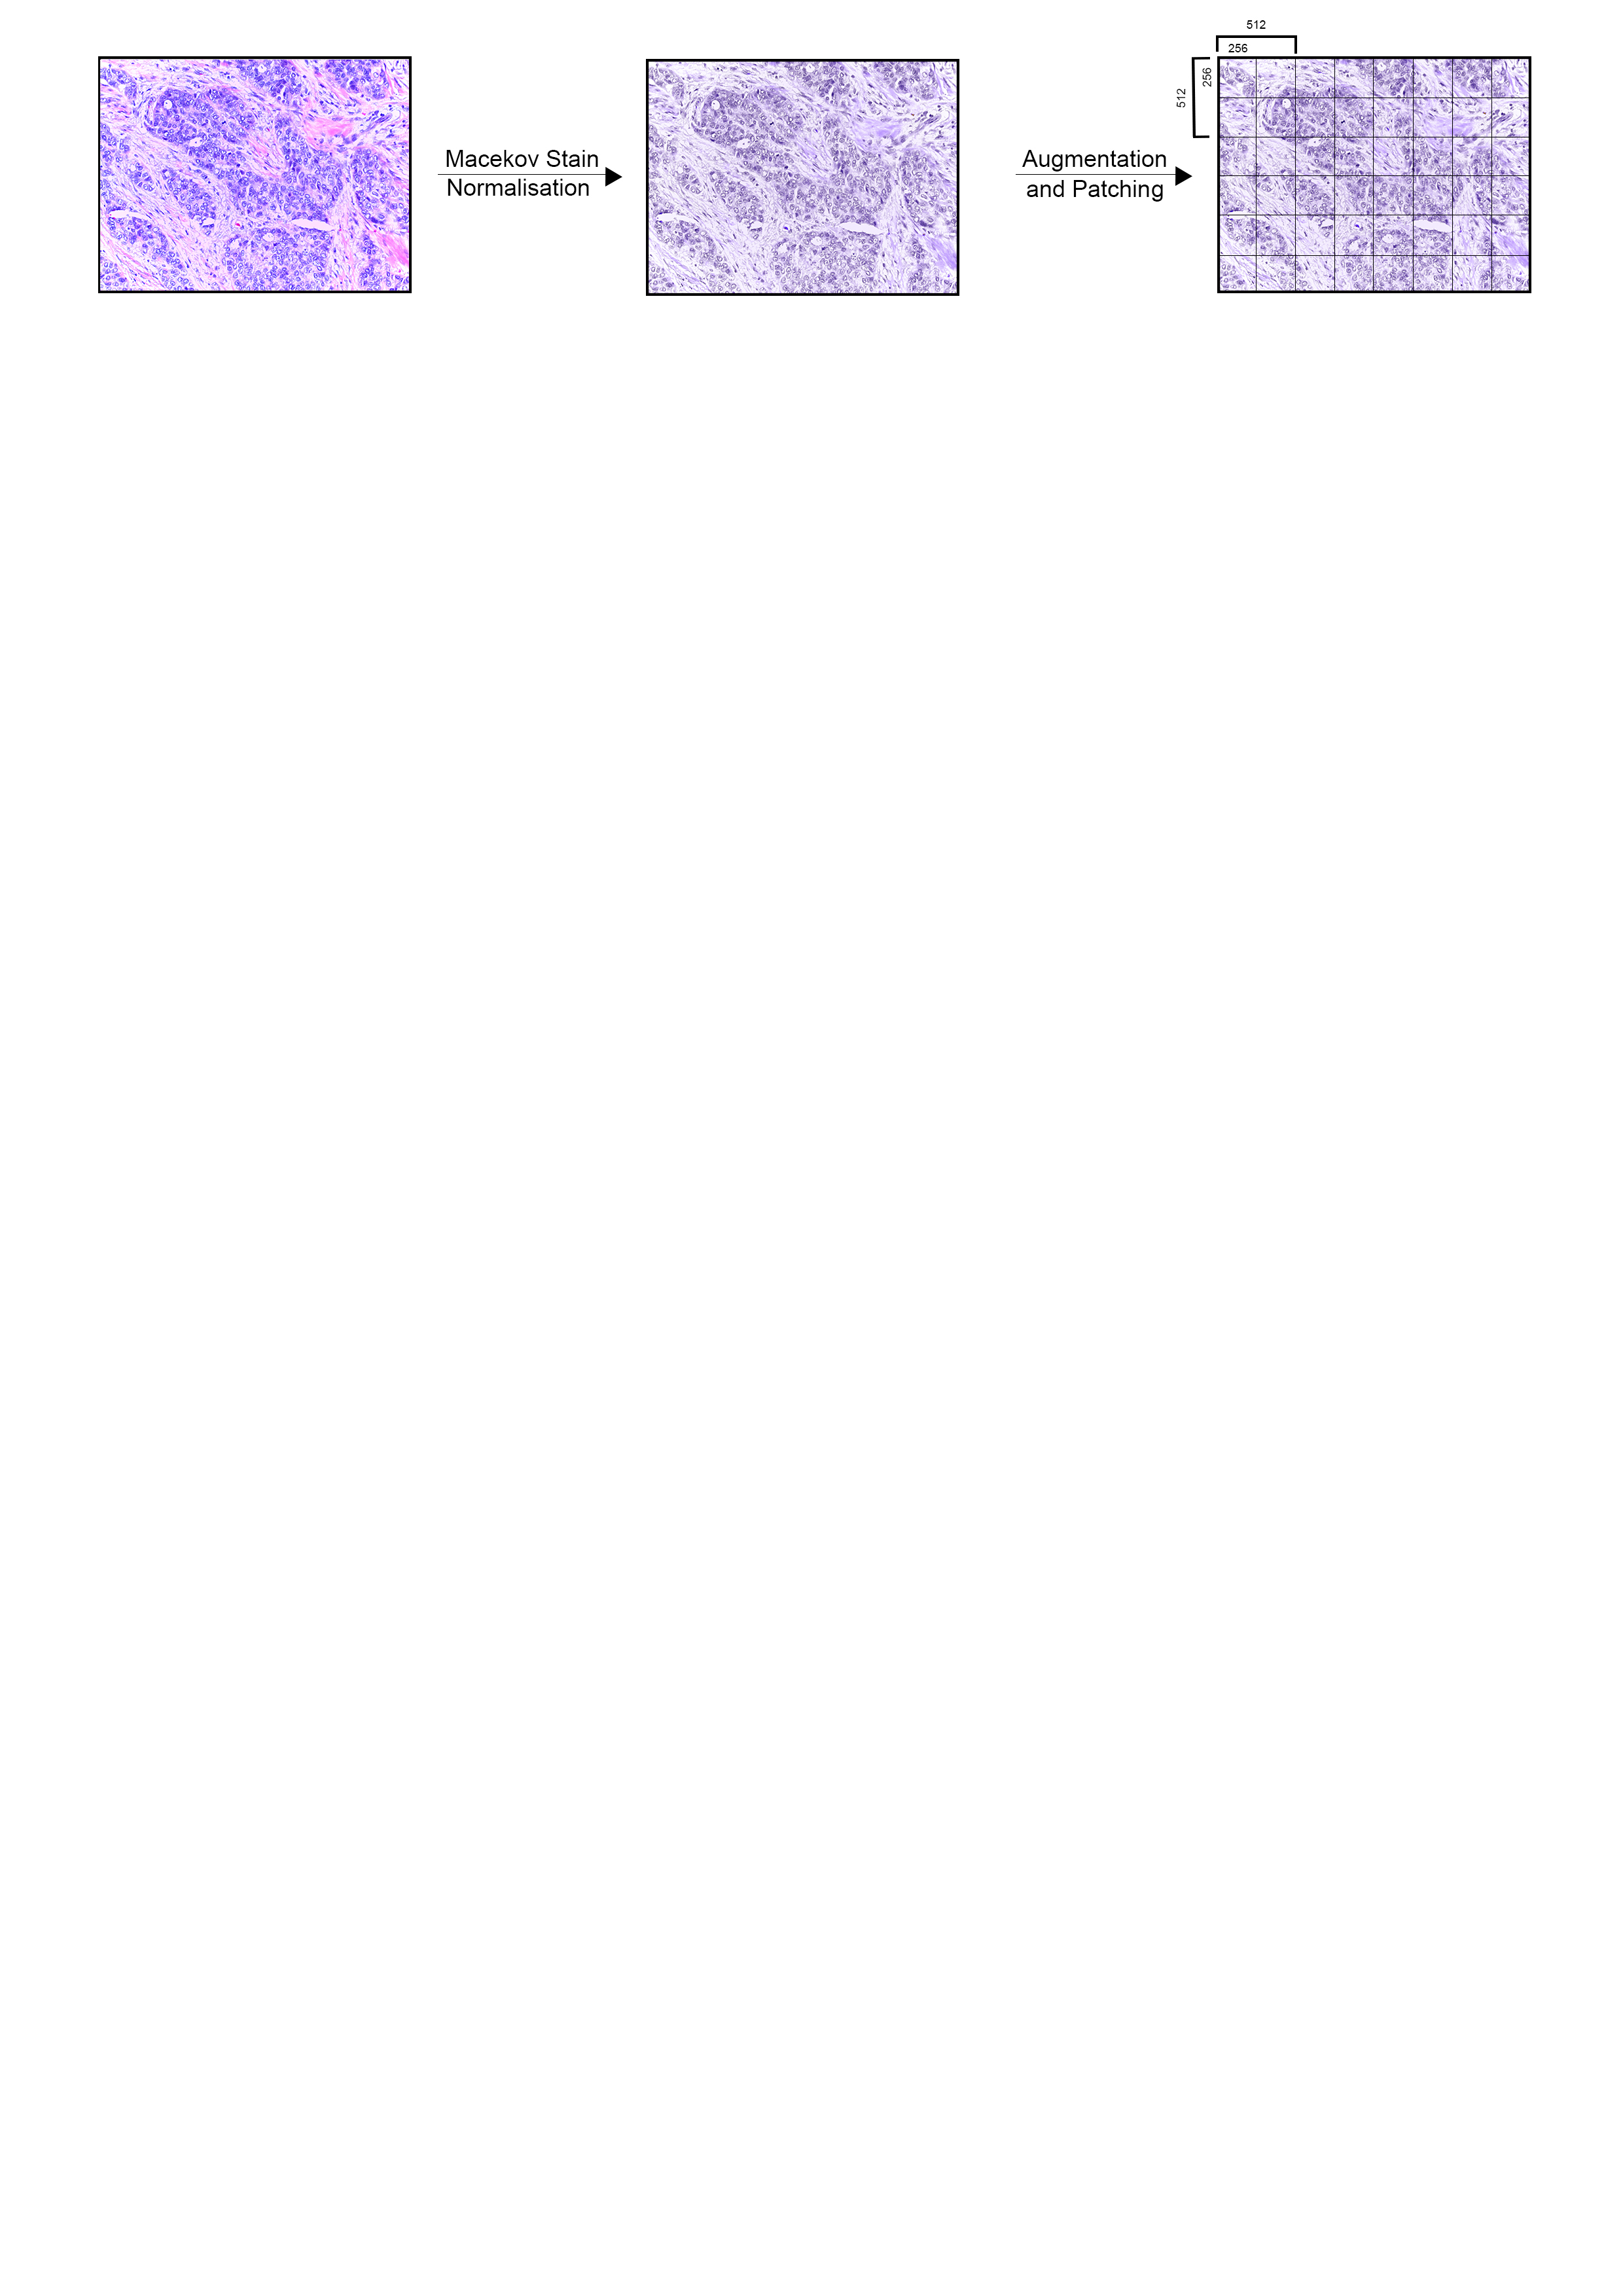 Macekov Stain
Normalisation
Augmentation
and Patching
512
256
512
256